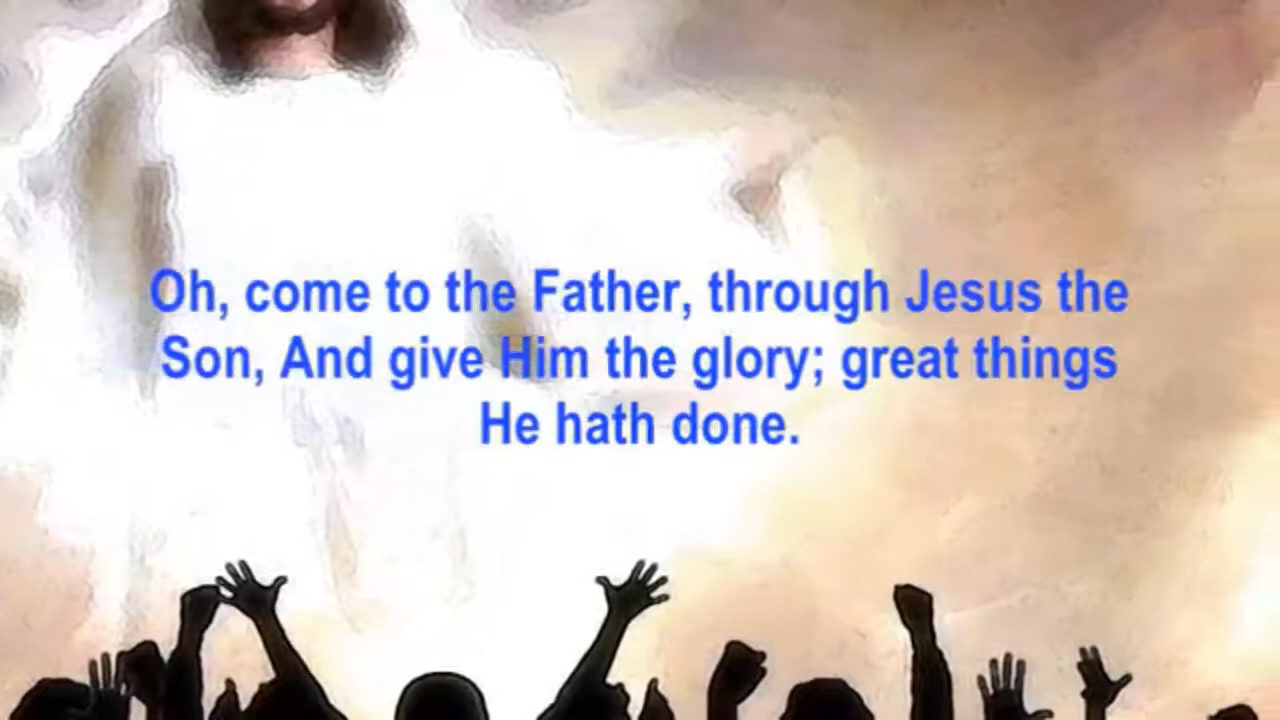 Oh, come to the Father, through Jesus the
Son, And give Him the glory; great things
He hath done.